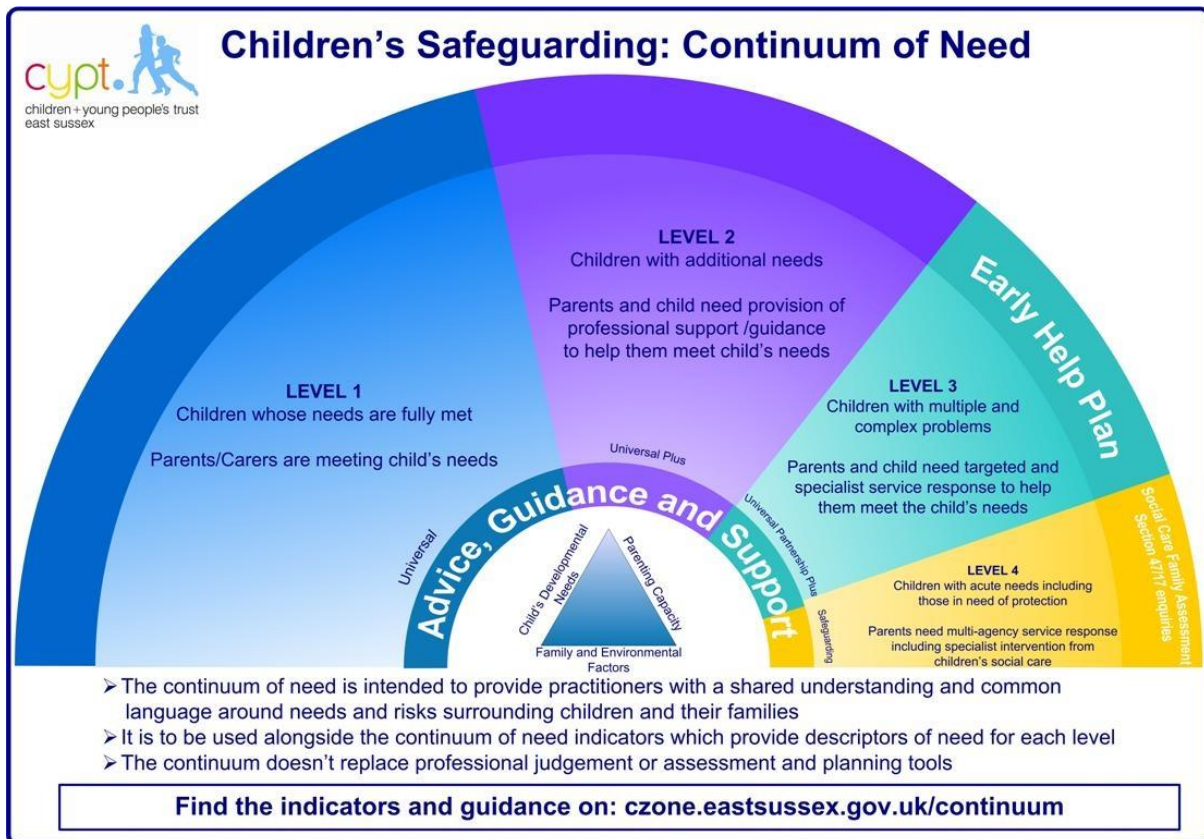 Children's Safeguarding: Continuum of Need
cypt.
children + young people's trust
east sussex
LEVEL 1
Children whose needs are fully met
Parents/Carers are meeting child's needs
LEVEL 2
Children with additional needs
Parents and child need provision of
professional support /guidance
to help them meet child's needs
LEVEL 3
Children with multiple and
complex problems
Parents and child need targeted and
specialist service response to help
them meet the child's needs
Early Help Plan
LEVEL 4
Children with acute needs including
those in need of protection
Parents need multi-agency service response
including specialist intervention from
children's social care
Social Care Family Assessment
Section 47/17 enquiries
Universal
Universal Plus
Universal Partnership Plus
Safeguarding
Advice, Guidance and Support
Child's Developmental
Needs
Parenting Capacity
Family and Environmental
Factors
➢ The continuum of need is intended to provide practitioners with a shared understanding and common
language around needs and risks surrounding children and their families
➢ It is to be used alongside the continuum of need indicators which provide descriptors of need for each level
➢ The continuum doesn't replace professional judgement or assessment and planning tools
Find the indicators and guidance on: czone.eastsussex.gov.uk/continuum